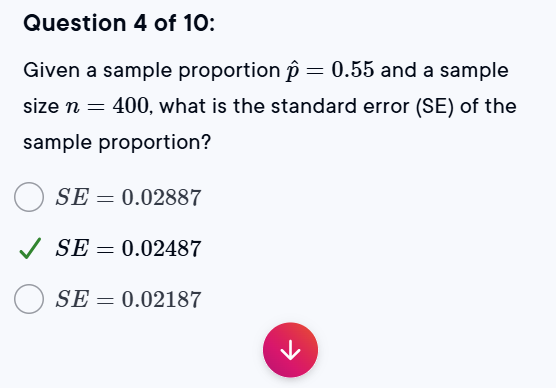 Question 4 of 10:
Given a sample proportion p̂ = 0.55 and a sample
size n = 400, what is the standard error (SE) of the
sample proportion?
SE = 0.02887
SE = 0.02487
SE = 0.02187